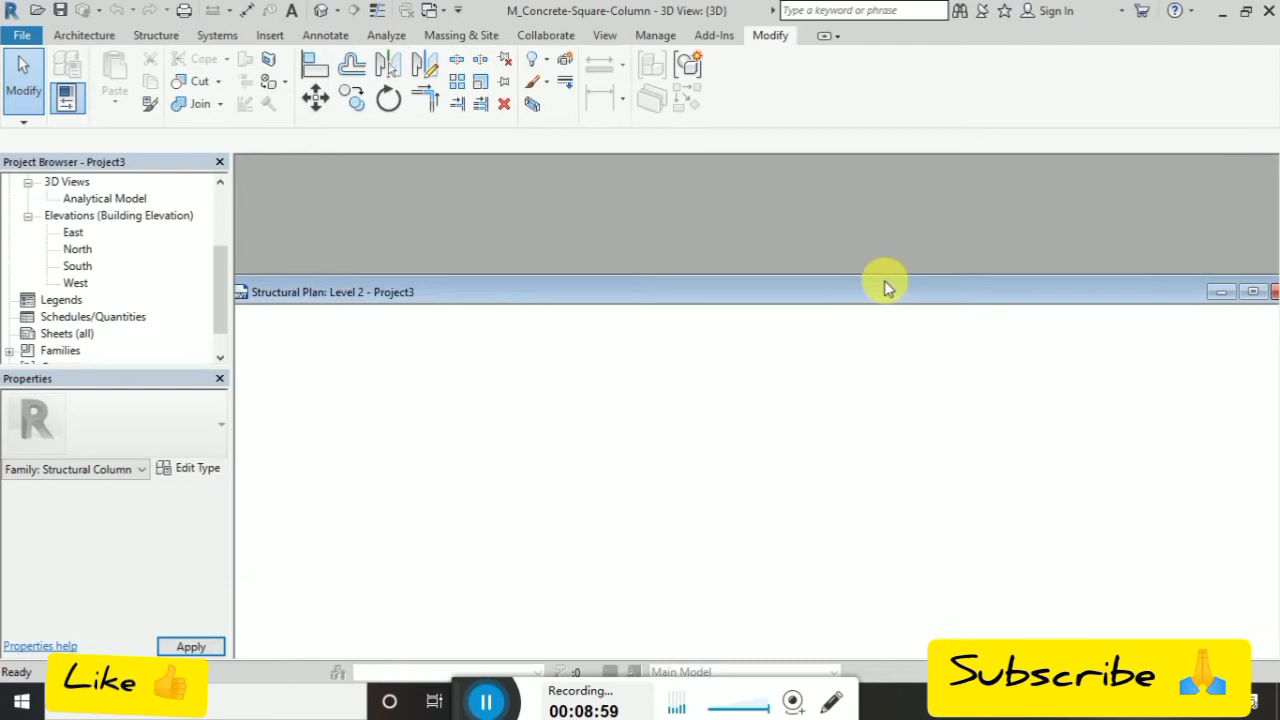 M_Concrete-Square-Column - 3D View: {3D}
Type a keyword or phrase
Sign In
File Architecture Structure Systems Insert Annotate Analyze Massing & Site Collaborate View Manage Add-Ins Modify
Modify
Paste
Cope
Cut
Join
Project Browser - Project3
3D Views
Analytical Model
Elevations (Building Elevation)
East
North
South
West
Legends
Schedules/Quantities
Sheets (all)
Families
Structural Plan: Level 2 - Project3
Properties
R
Family: Structural Column
Edit Type
Properties help
Apply
Ready
:0
Main Model
Like
Recording...
00:08:59
Subscribe